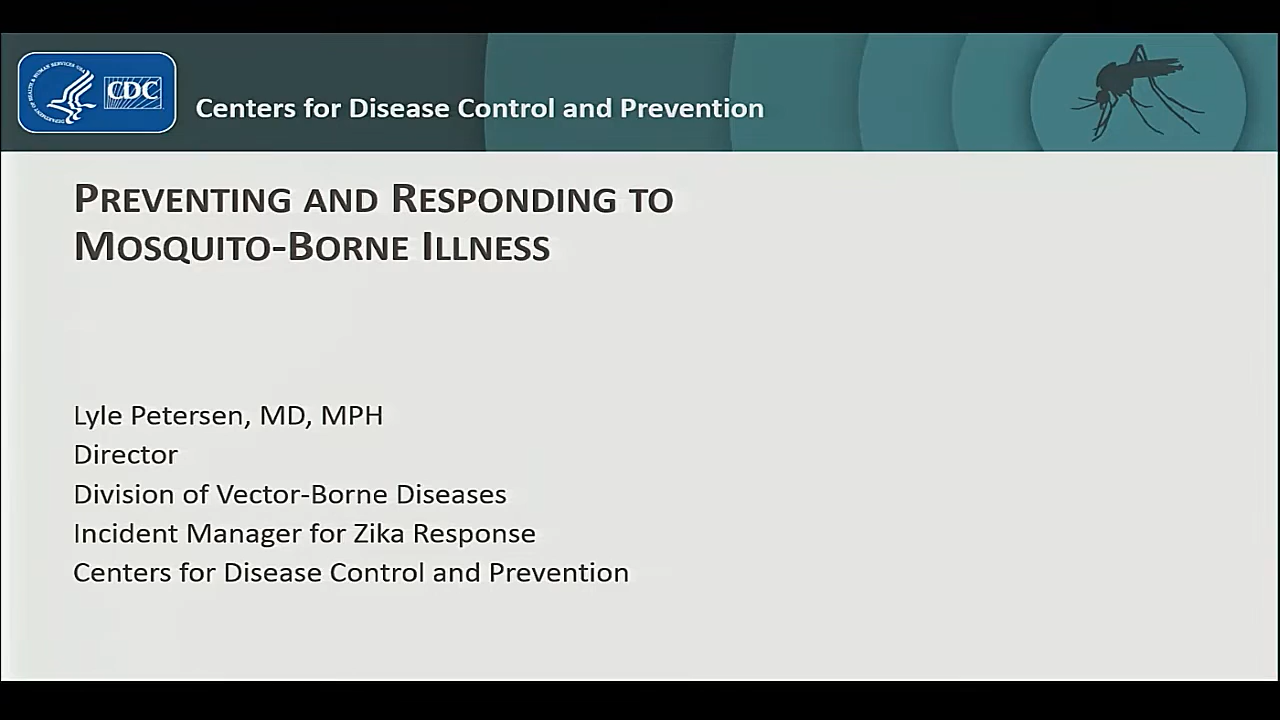 CDC
Centers for Disease Control and Prevention
PREVENTING AND RESPONDING TO
MOSQUITO-BORNE ILLNESS
Lyle Petersen, MD, MPH
Director
Division of Vector-Borne Diseases
Incident Manager for Zika Response
Centers for Disease Control and Prevention